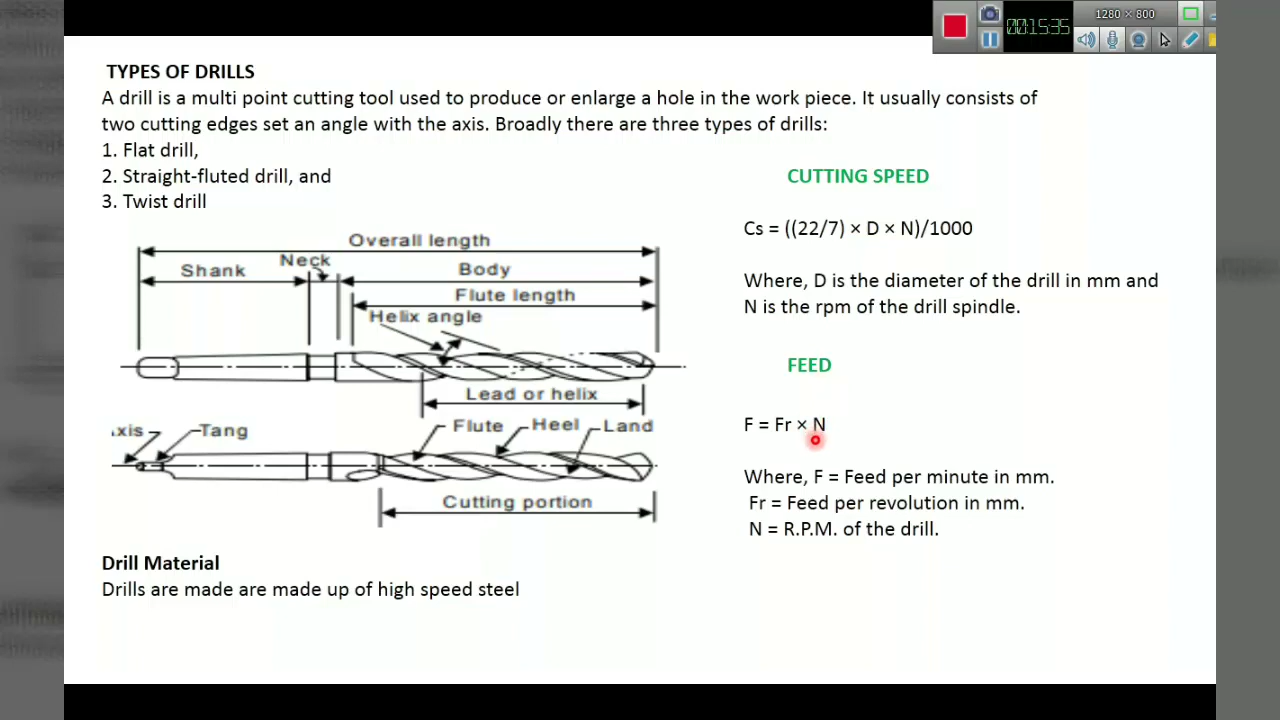 1280 × 800
00:15:35
TYPES OF DRILLS
A drill is a multi point cutting tool used to produce or enlarge a hole in the work piece. It usually consists of
two cutting edges set an angle with the axis. Broadly there are three types of drills:
1. Flat drill,
2. Straight-fluted drill, and
3. Twist drill
Overall length
Shank
Neck
Body
Flute length
Helix angle
Lead or helix
xis
Tang
Flute
Heel
Land
Cutting portion
Drill Material
Drills are made are made up of high speed steel
CUTTING SPEED
Cs = ((22/7) × D × N)/1000
Where, D is the diameter of the drill in mm and
N is the rpm of the drill spindle.
FEED
F = Fr × N
Where, F = Feed per minute in mm.
Fr = Feed per revolution in mm.
N = R.P.M. of the drill.